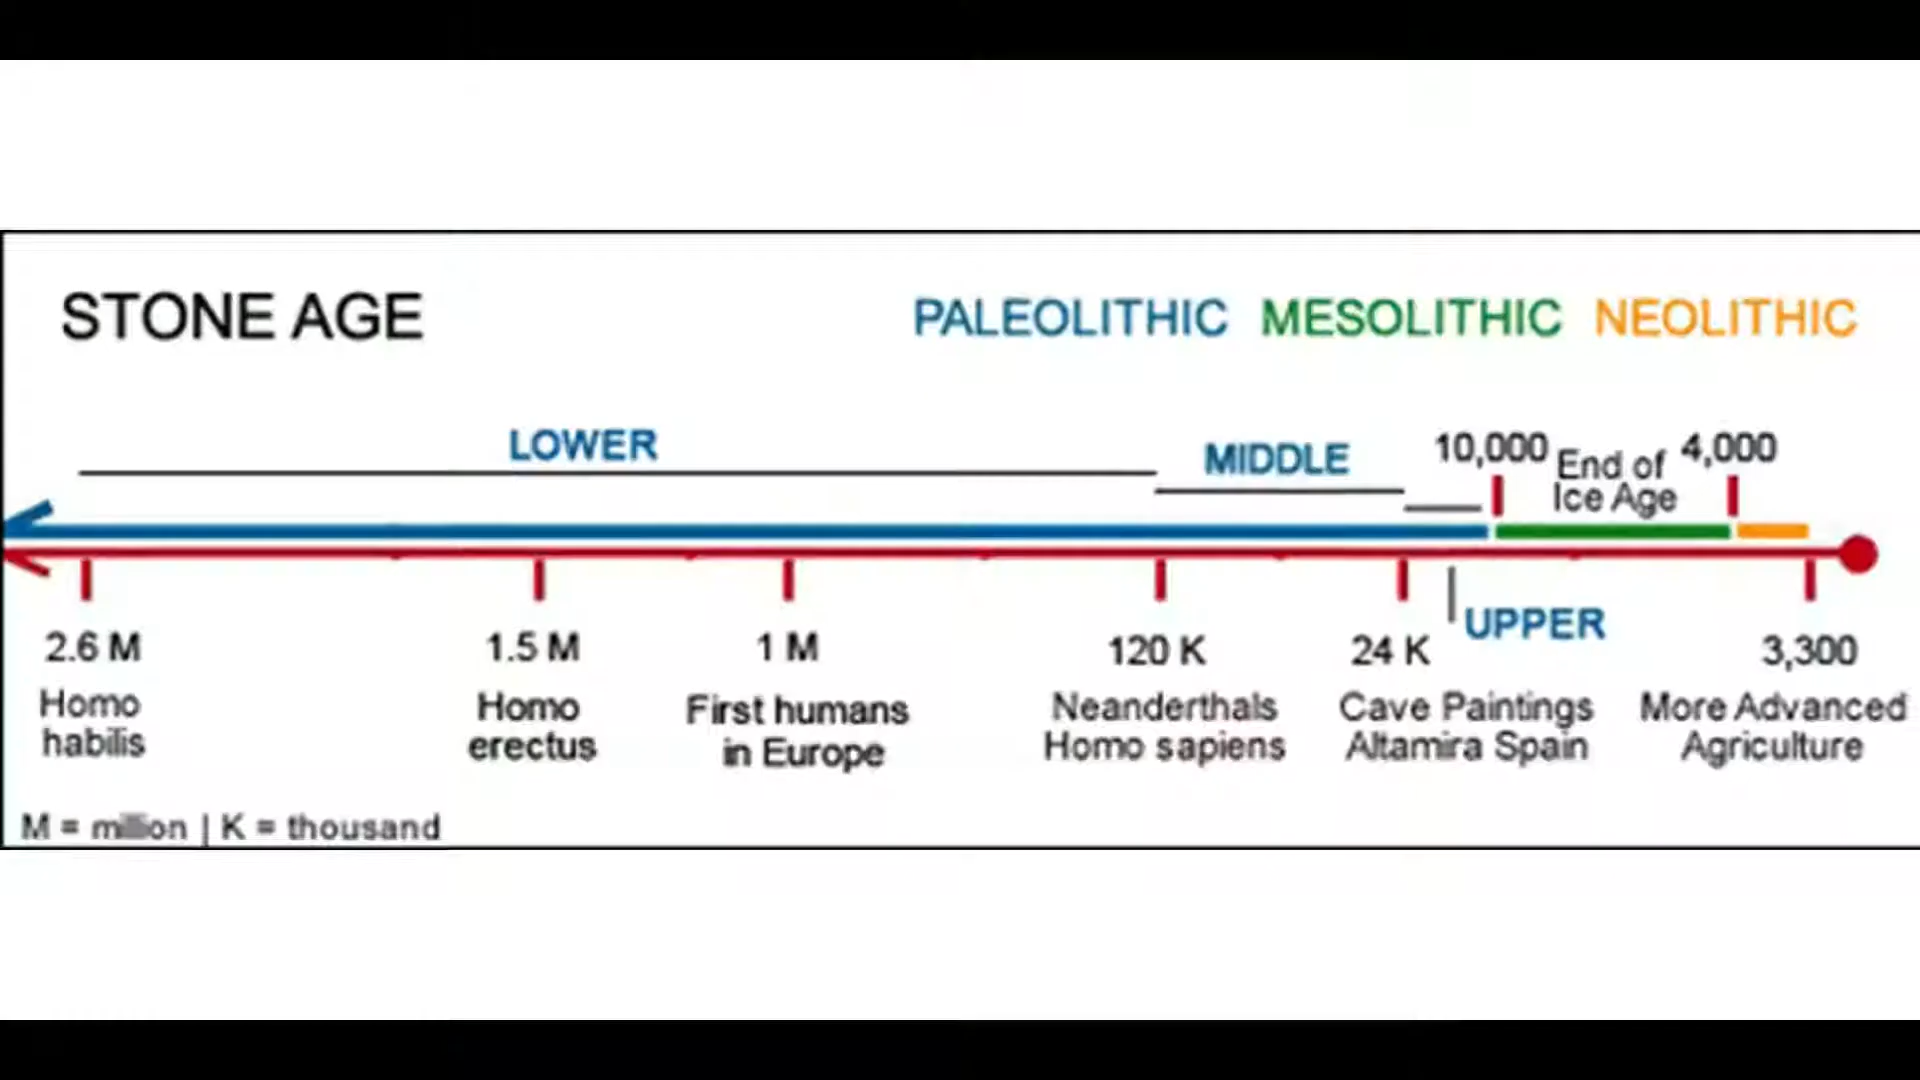 STONE AGE
PALEOLITHIC MESOLITHIC NEOLITHIC
LOWER
MIDDLE
10,000
End of
Ice Age
4,000
UPPER
2.6 M
Homo
habilis
1.5 M
Homo
erectus
1 M
First humans
in Europe
120 K
Neanderthals
Homo sapiens
24 K
Cave Paintings
Altamira Spain
3,300
More Advanced
Agriculture
M = million | K = thousand